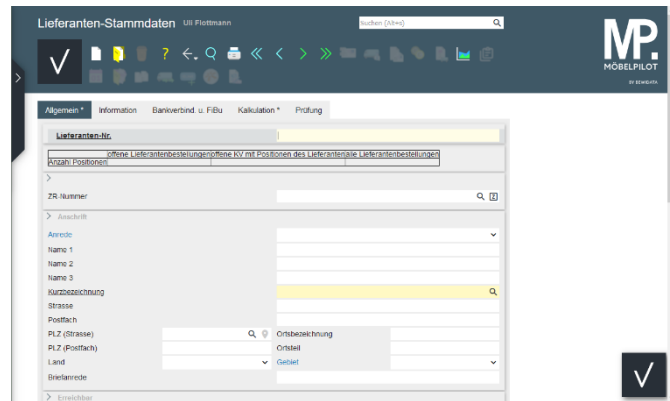 Lieferanten-Stammdaten Uli Flottmann
Suchen (Alt+s)
MP.
MÖBELPILOT
BY BEWIDATA
Allgemein * Information Bankverbind. u. FiBu Kalkulation * Prüfung
Lieferanten-Nr.
offene Lieferantenbestellungen offene KV mit Positionen des Lieferanten alle Lieferantenbestellungen
Anzahl Positionen
ZR-Nummer
Anschrift
Anrede
Name 1
Name 2
Name 3
Kurzbezeichnung
Strasse
Postfach
PLZ (Strasse) Ortsbezeichnung
PLZ (Postfach) Ortsteil
Land Gebiet
Briefanrede
Erreichbar